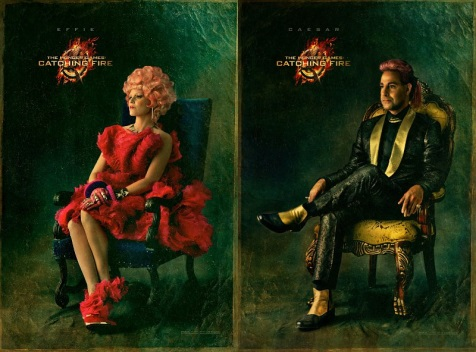 EFFIE
THE HUNGER GAMES
CATCHING FIRE
CAESAR
THE HUNGER GAMES
CATCHING FIRE